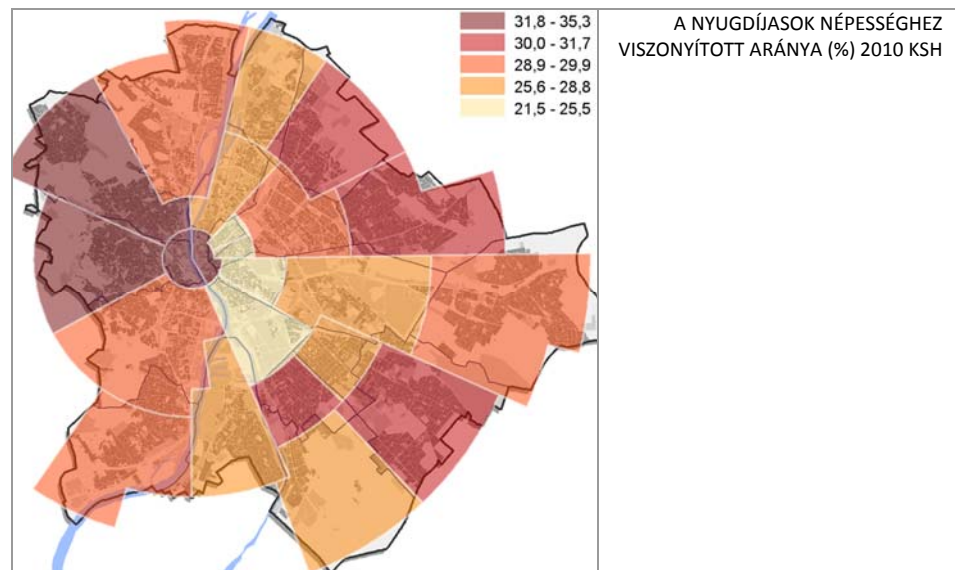 31,8 - 35,3
30,0 - 31,7
28,9 - 29,9
25,6 - 28,8
21,5 - 25,5
A NYUGDÍJASOK NÉPESSÉGHEZ
VISZONYÍTOTT ARÁNYA (%) 2010 KSH